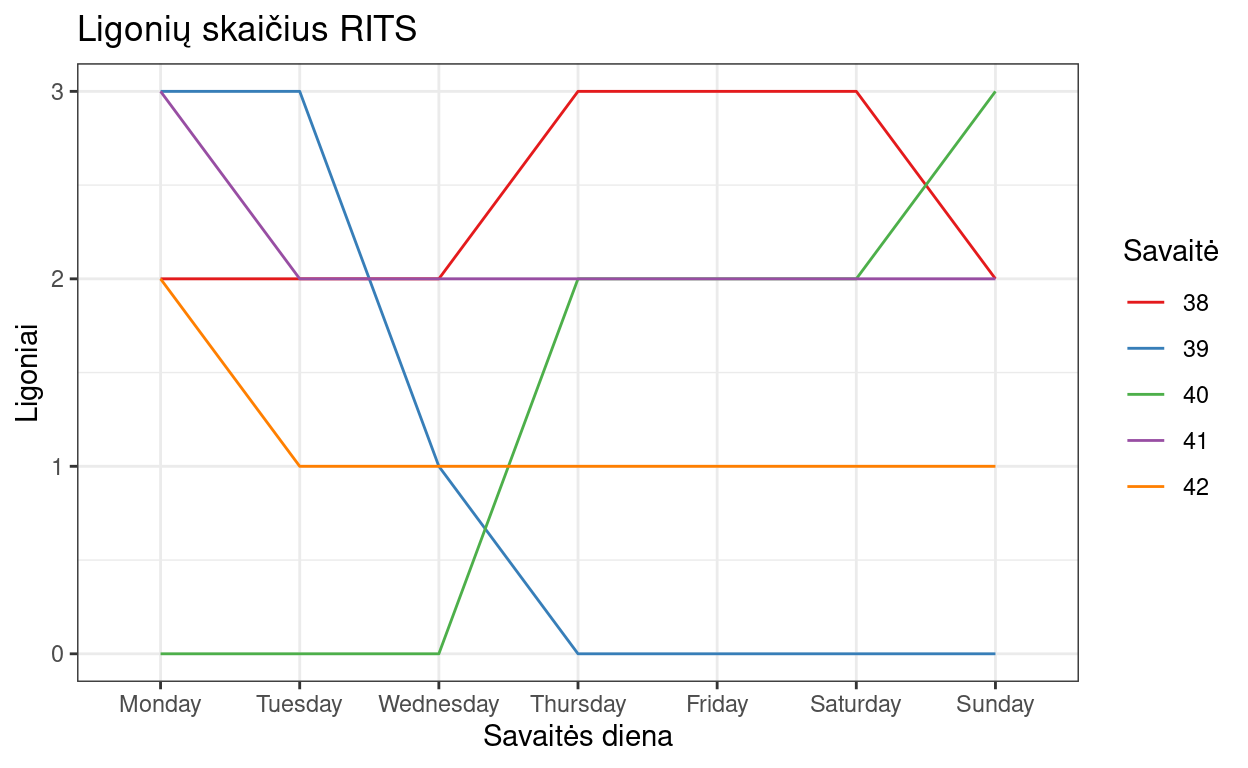 Ligonių skaičius RITS
3
2
1
0
Ligoniai
Monday Tuesday Wednesday Thursday Friday Saturday Sunday
Savaitės diena
Savaitė
38
39
40
41
42